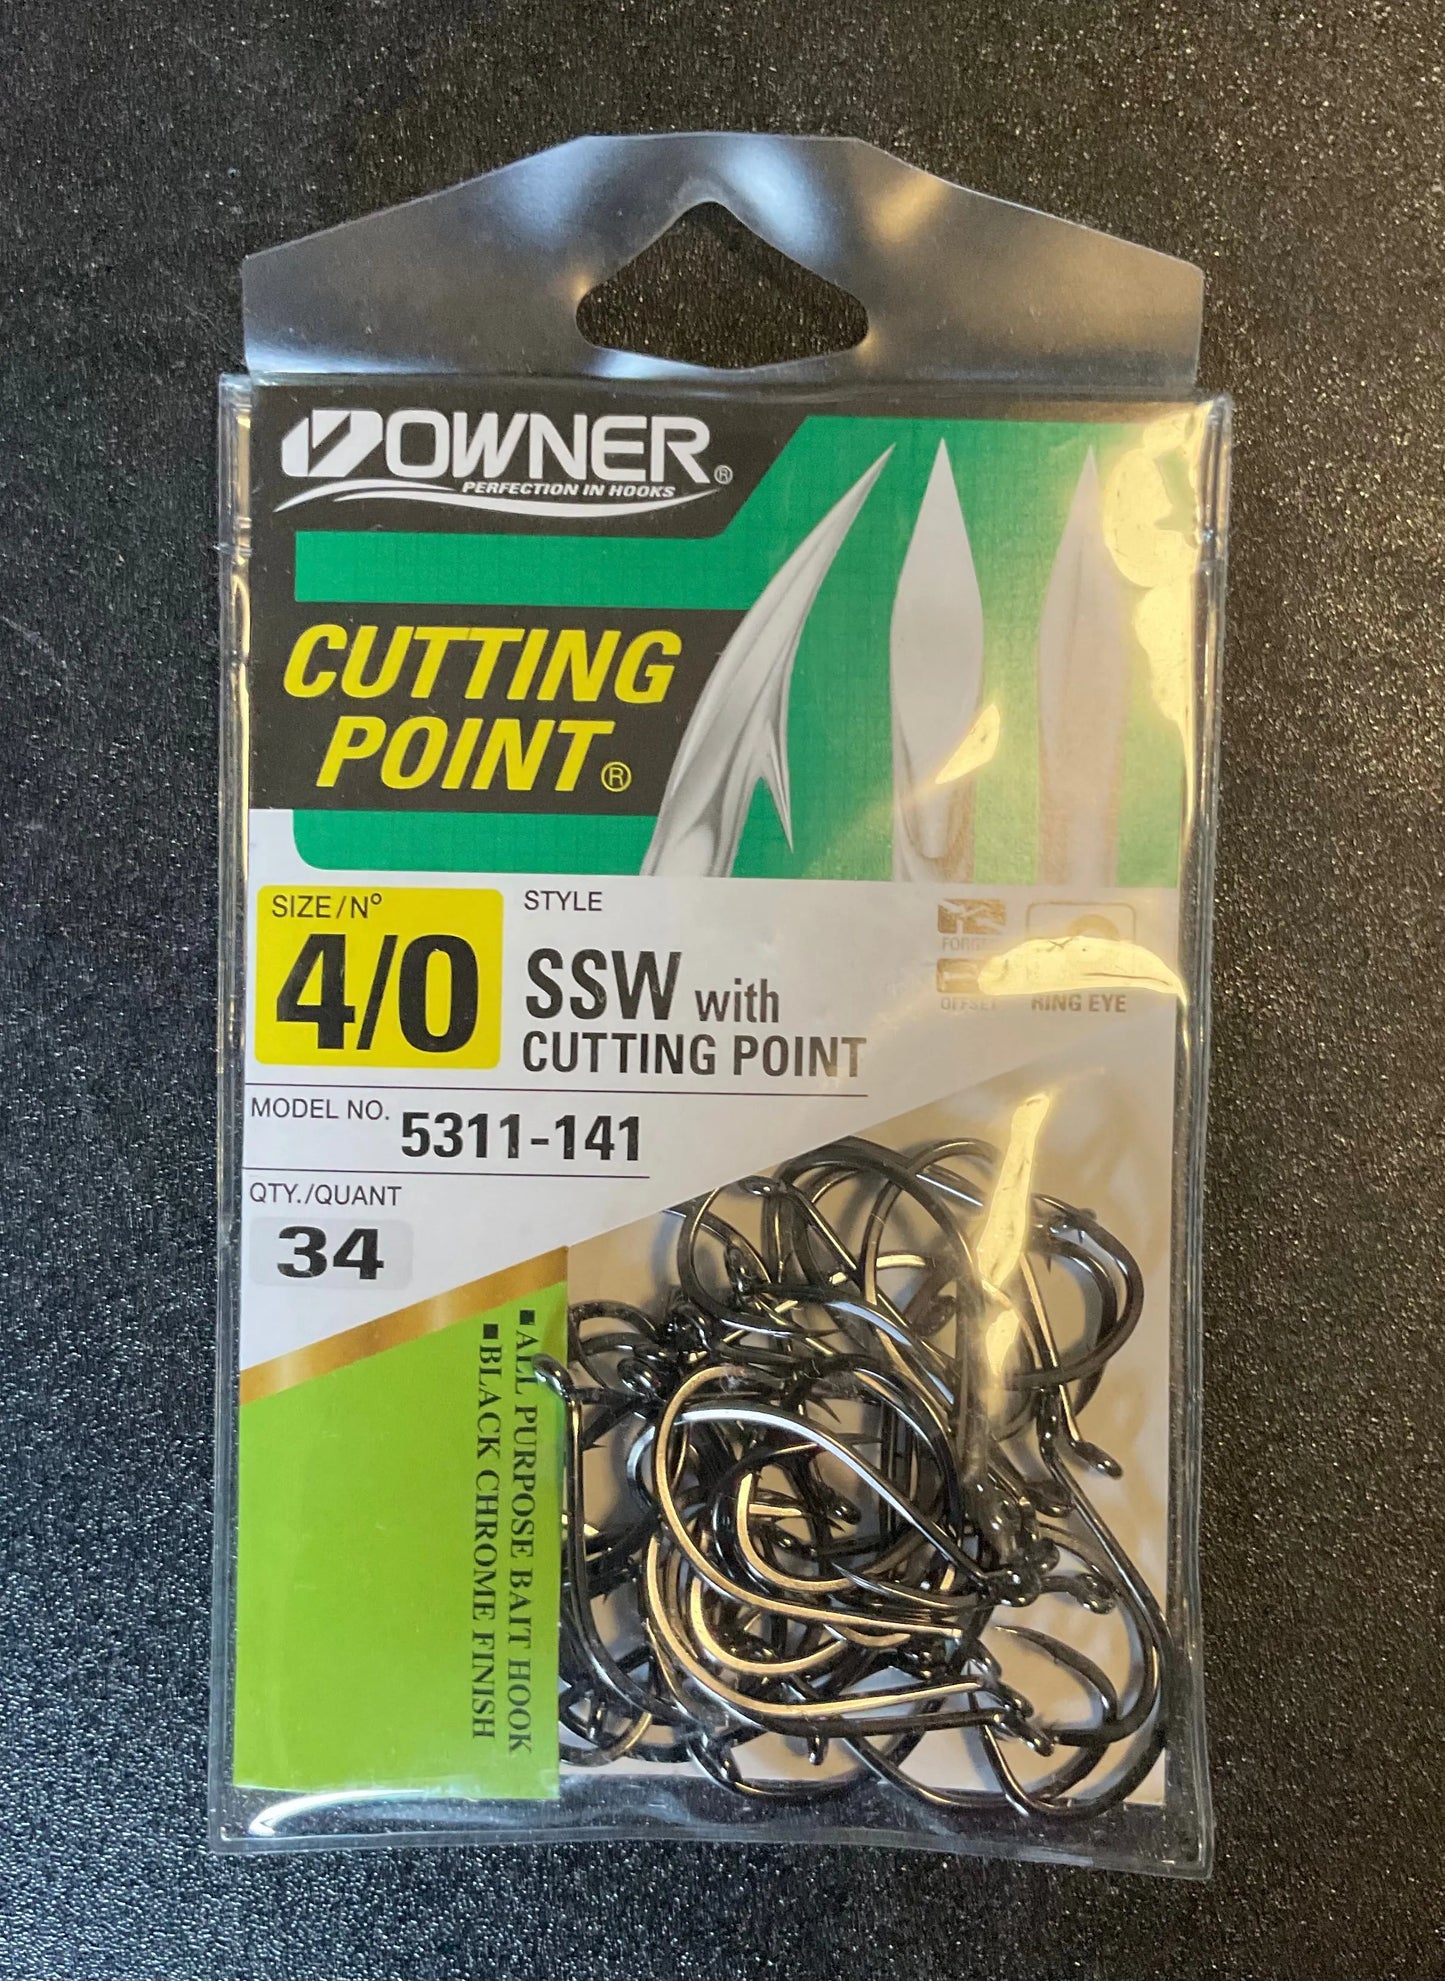 OWNER®
PERFECTION IN HOOKS
CUTTING
POINT®
SIZE/Nº
4/0
STYLE
SSW with
CUTTING POINT
OFFSET
RING EYE
MODEL NO. 5311-141
QTY./QUANT
34
■ALL PURPOSE BAIT HOOK
■BLACK CHROME FINISH